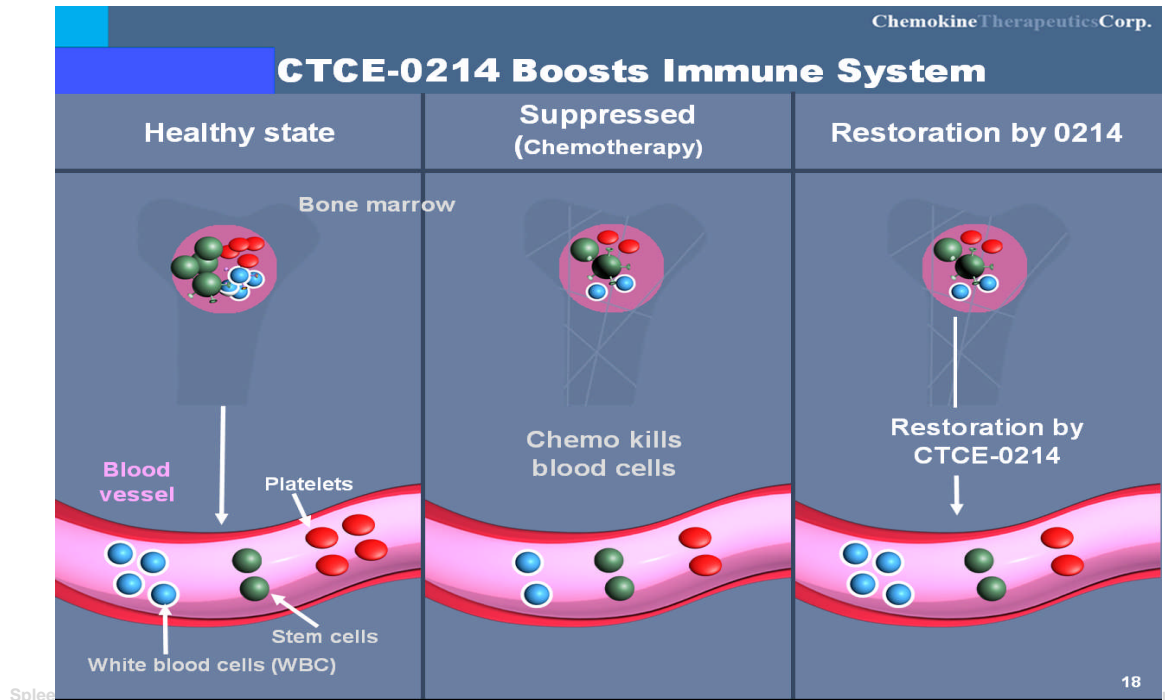 ChemokineTherapeuticsCorp.
CTCE-0214 Boosts Immune System
Healthy state
Suppressed
(Chemotherapy)
Restoration by 0214
Bone marrow
Chemo kills
blood cells
Restoration by
CTCE-0214
Blood
vessel
Platelets
Stem cells
White blood cells (WBC)
18
Splee